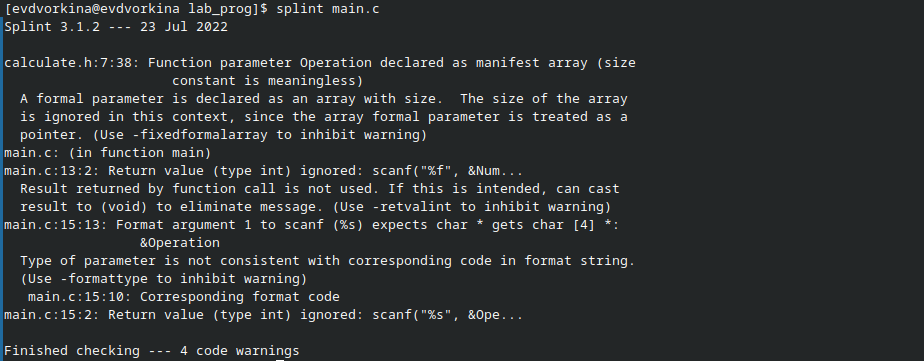 [evdvorkina@evdvorkina lab_prog]$ splint main.c
Splint 3.1.2 --- 23 Jul 2022

calculate.h:7:38: Function parameter Operation declared as manifest array (size
                     constant is meaningless)
  A formal parameter is declared as an array with size.  The size of the array
  is ignored in this context, since the array formal parameter is treated as a
  pointer. (Use -fixedformalarray to inhibit warning)
main.c: (in function main)
main.c:13:2: Return value (type int) ignored: scanf("%f", &Num...
  Result returned by function call is not used. If this is intended, can cast
  result to (void) to eliminate message. (Use -retvalint to inhibit warning)
main.c:15:13: Format argument 1 to scanf (%s) expects char * gets char [4] *:
                 &Operation
  Type of parameter is not consistent with corresponding code in format string.
  (Use -formattype to inhibit warning)
   main.c:15:10: Corresponding format code
main.c:15:2: Return value (type int) ignored: scanf("%s", &Ope...

Finished checking --- 4 code warnings